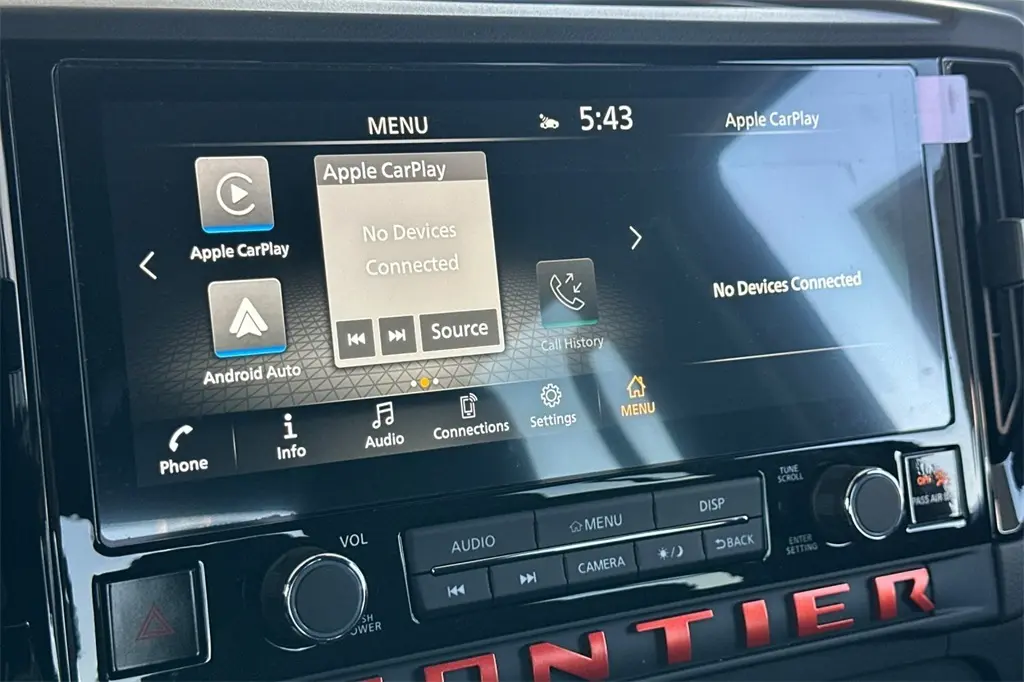 MENU
5:43
Apple CarPlay
Apple CarPlay
No Devices
Connected
Source
Apple CarPlay
Android Auto
Call History
No Devices Connected
Phone
Info
Audio
Connections
Settings
MENU
VOL
AUDIO
MENU
DISP
CAMERA
BACK
TUNE
SCROLL
ENTER
SETTING
PASS AIR
ONTIER